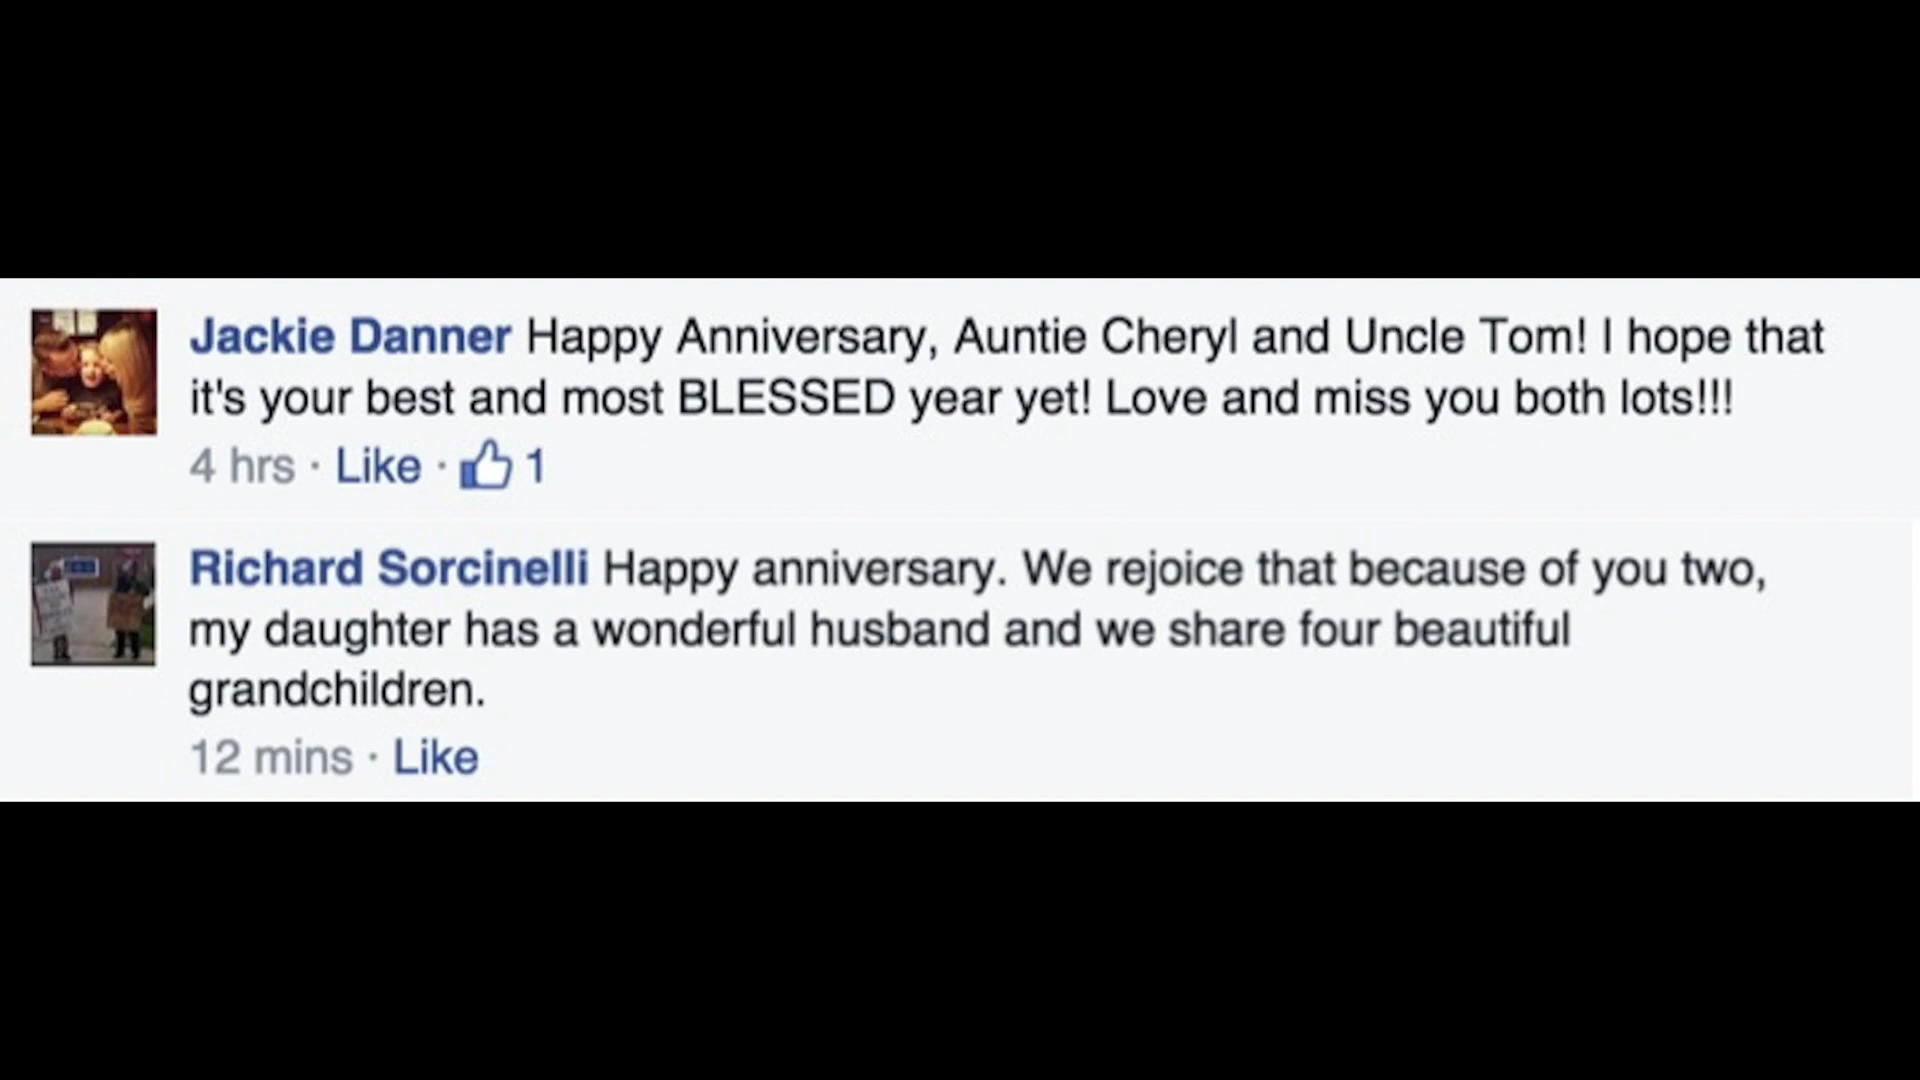 Jackie Danner Happy Anniversary, Auntie Cheryl and Uncle Tom! I hope that
it's your best and most BLESSED year yet! Love and miss you both lots!!!
4 hrs · Like · 1
Richard Sorcinelli Happy anniversary. We rejoice that because of you two,
my daughter has a wonderful husband and we share four beautiful
grandchildren.
12 mins · Like